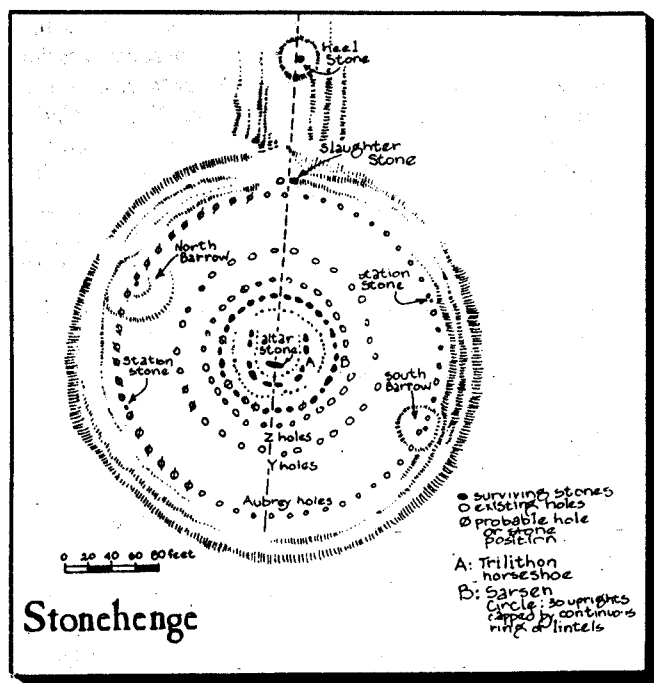 Heel
Stone
Slaughter
Stone
North
Barrow
Station
Stone
altar
stone
A
B
Station
stone
South
Barrow
Z holes
Y holes
Aubrey holes
surviving stones
existing holes
probable hole
or stone
position
A: Trilithon
horseshoe
B: Sarsen
Circle: 30 uprights
capped by continuous
ring of lintels
0 20 40 60 80 feet
Stonehenge